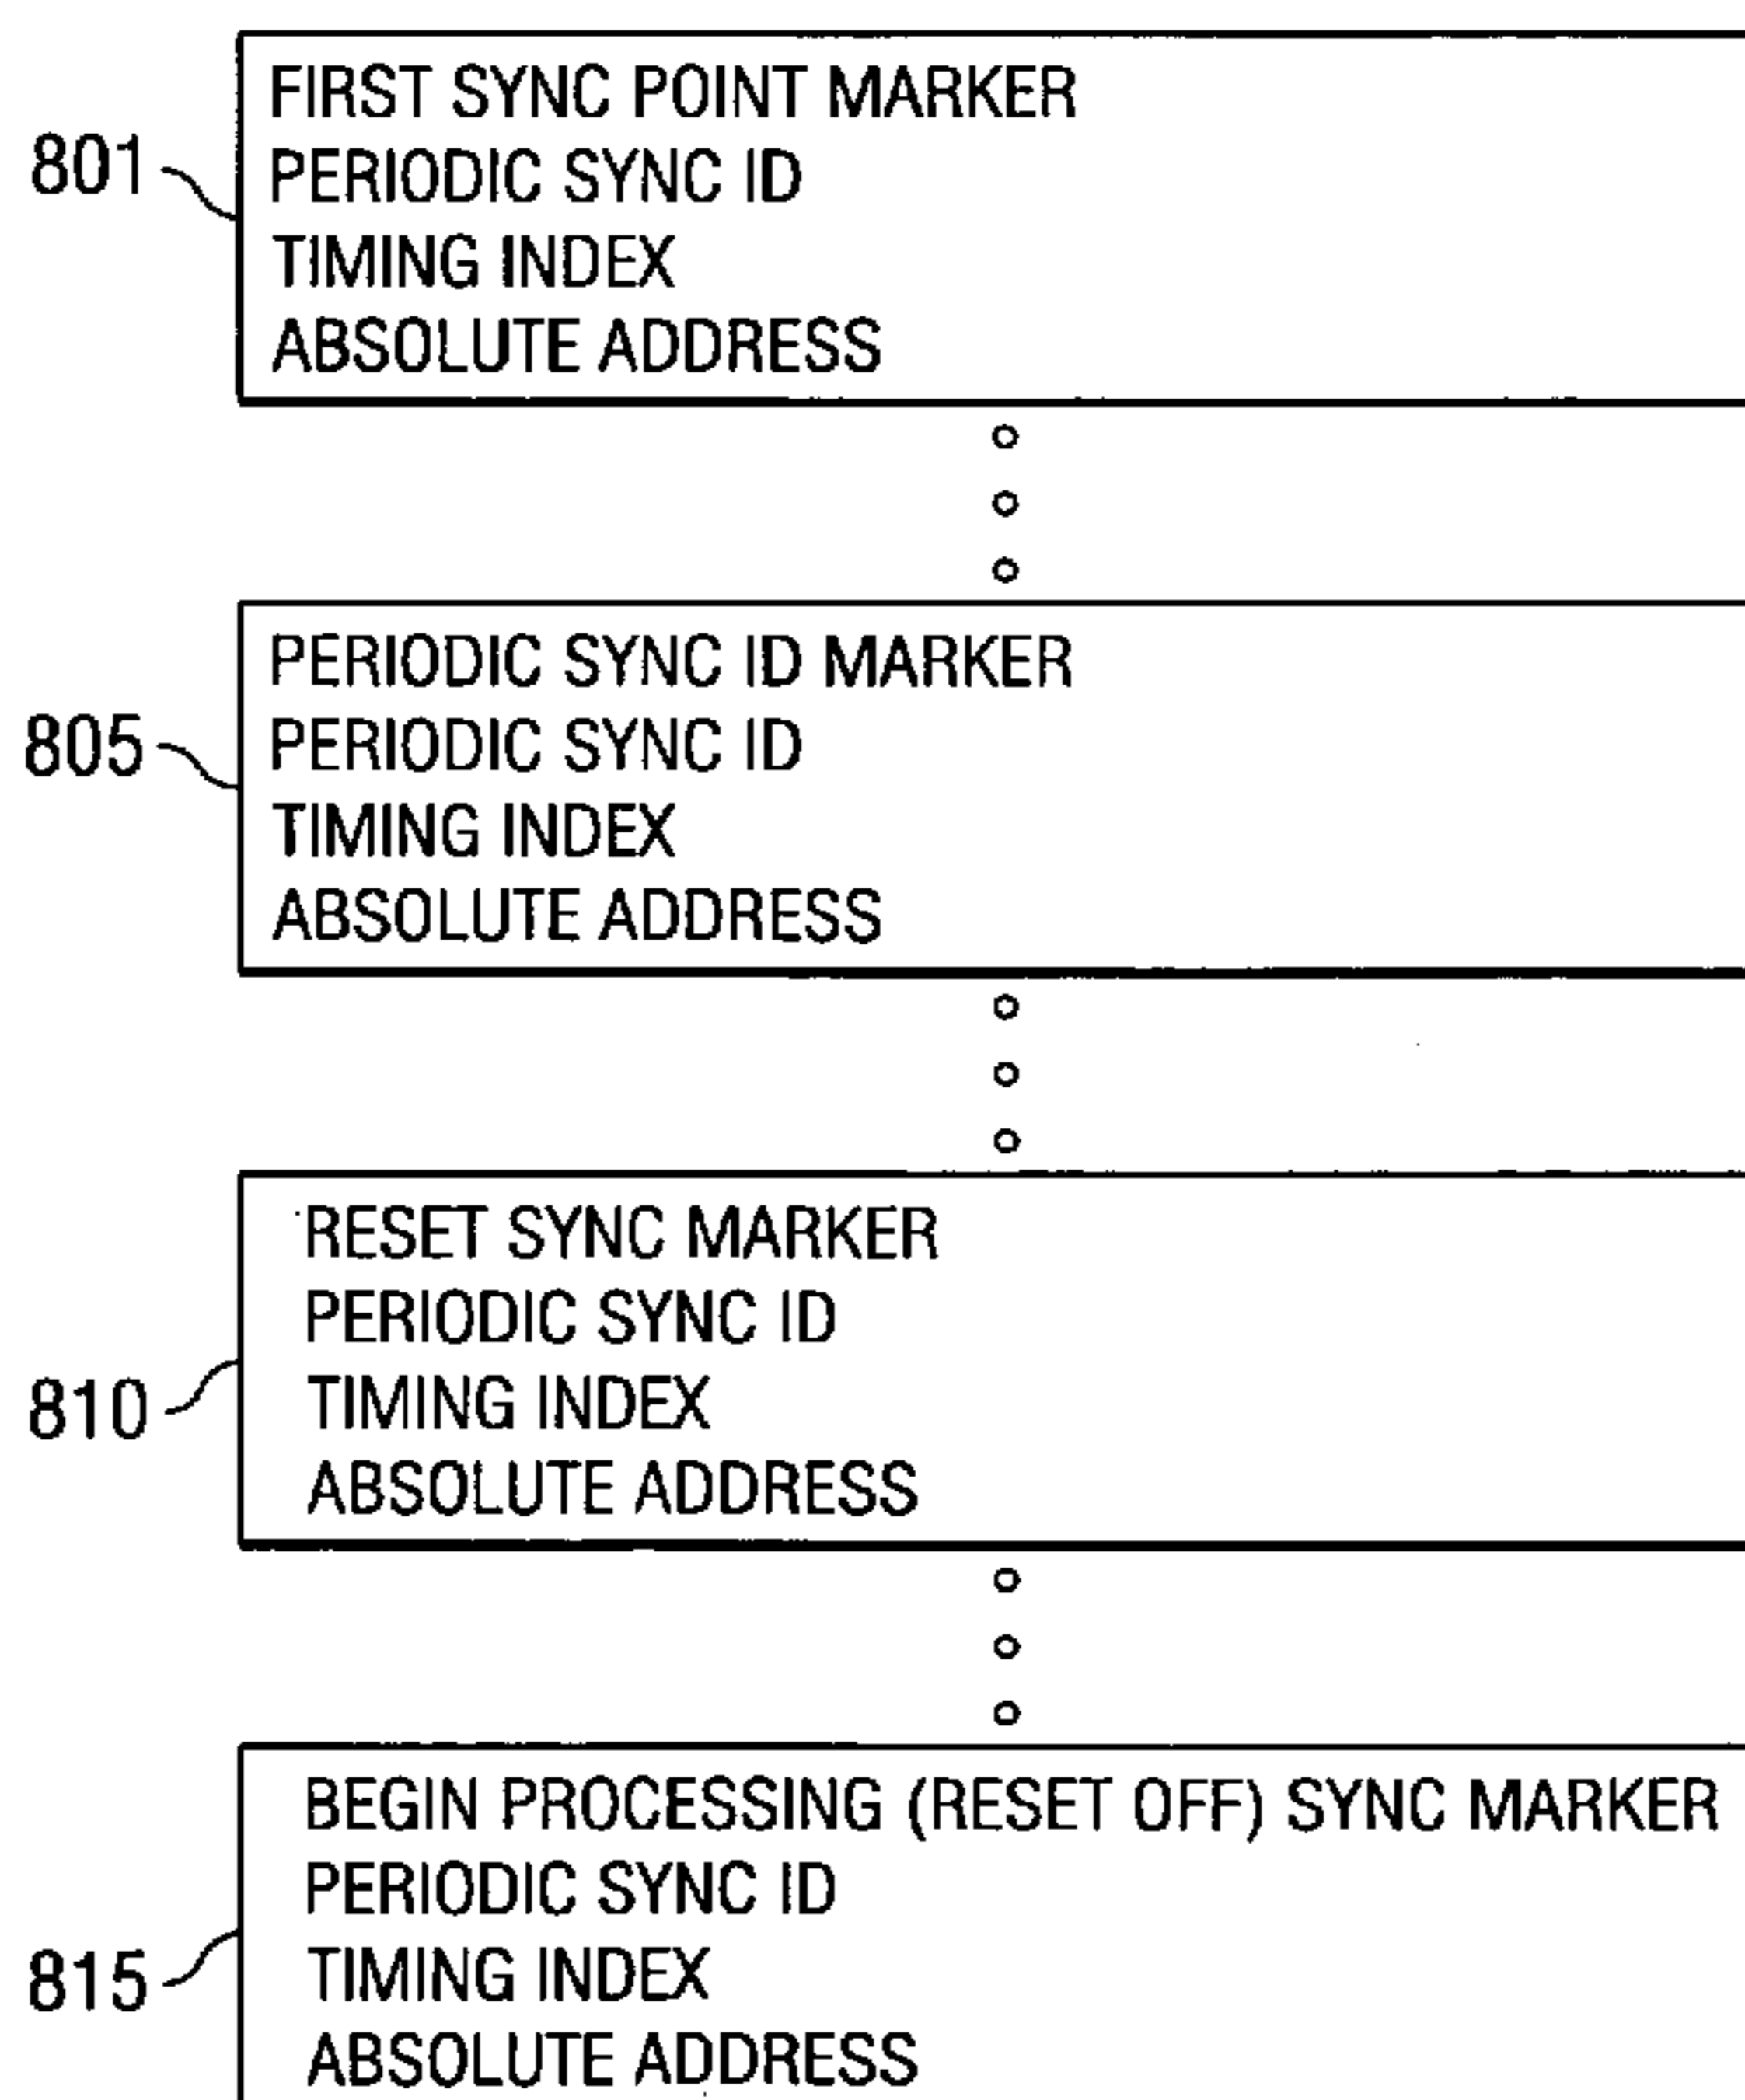 FIRST SYNC POINT MARKER
801
PERIODIC SYNC ID
TIMING INDEX
ABSOLUTE ADDRESS
PERIODIC SYNC ID MARKER
805
PERIODIC SYNC ID
TIMING INDEX
ABSOLUTE ADDRESS
RESET SYNC MARKER
PERIODIC SYNC ID
810
TIMING INDEX
ABSOLUTE ADDRESS
BEGIN PROCESSING (RESET OFF) SYNC MARKER
PERIODIC SYNC ID
815
TIMING INDEX
ABSOLUTE ADDRESS